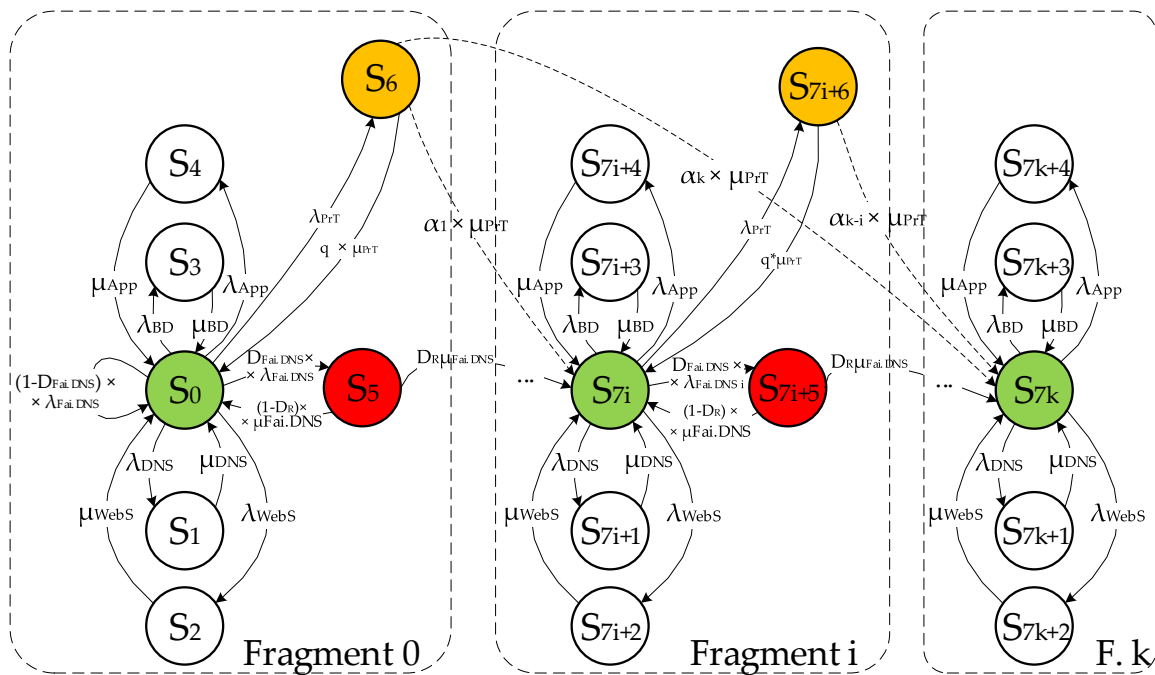 S6
S7i+6
S4
S7i+4
S7k+4
αk × μPrT
λPrT
α1 × μPrT
λPrT
αk-i × μPrT
q × μPrT
q*μPrT
S3
S7i+3
S7k+3
μApp
λApp
μApp
λApp
μApp
λApp
λBD
μBD
λBD
μBD
λBD
μBD
(1-DFai.DNS) ×
× λFai.DNS
S0
DFai.DNS×
× λFai.DNS
S5
DRμFai.DNS
...
(1-DR)×
× μFai.DNS
S7i
DFai.DNS×
× λFai.DNS i
S7i+5
DRμFai.DNS
...
(1-DR) ×
× μFai.DNS
S7k
λDNS
μDNS
λDNS
μDNS
λDNS
μDNS
μWebS
λWebS
μWebS
λWebS
μWebS
λWebS
S1
S7i+1
S7k+1
S2
S7i+2
S7k+2
Fragment 0
Fragment i
F. k